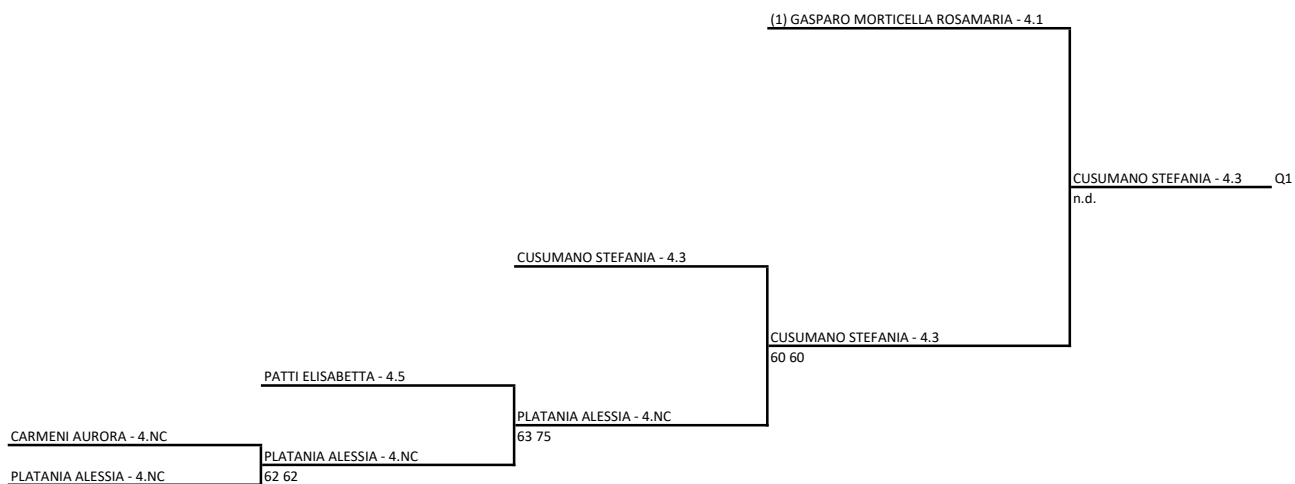 (1) GASPARO MORTICELLA ROSAMARIA - 4.1
CUSUMANO STEFANIA - 4.3 Q1
n.d.
CUSUMANO STEFANIA - 4.3
CUSUMANO STEFANIA - 4.3
60 60
PATTI ELISABETTA - 4.5
PLATANIA ALESSIA - 4.NC
63 75
CARMENI AURORA - 4.NC
PLATANIA ALESSIA - 4.NC
62 62
PLATANIA ALESSIA - 4.NC